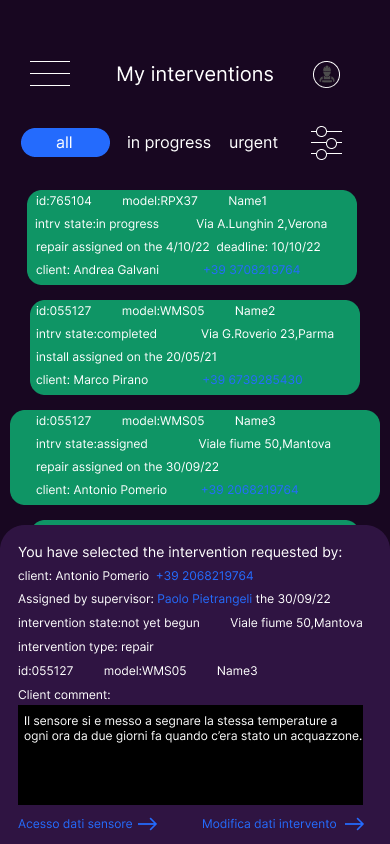 My interventions
all in progress urgent
id:765104 model:RPX37 Name1
intrv state:in progress Via A.Lunghin 2,Verona
repair assigned on the 4/10/22 deadline: 10/10/22
client: Andrea Galvani
id:055127 model:WMS05 Name2
intrv state:completed Via G.Roverio 23,Parma
install assigned on the 20/05/21
client: Marco Pirano
id:055127 model:WMS05 Name3
intrv state:assigned Viale fiume 50,Mantova
repair assigned on the 30/09/22
client: Antonio Pomerio
You have selected the intervention requested by:
client: Antonio Pomerio +39 2068219764
Assigned by supervisor: Paolo Pietrangeli the 30/09/22
intervention state:not yet begun Viale fiume 50,Mantova
intervention type: repair
id:055127 model:WMS05 Name3
Client comment:
Il sensore si e messo a segnare la stessa temperature a
ogni ora da due giorni fa quando c'era stato un acquazzone.
Acesso dati sensore Modifica dati intervento